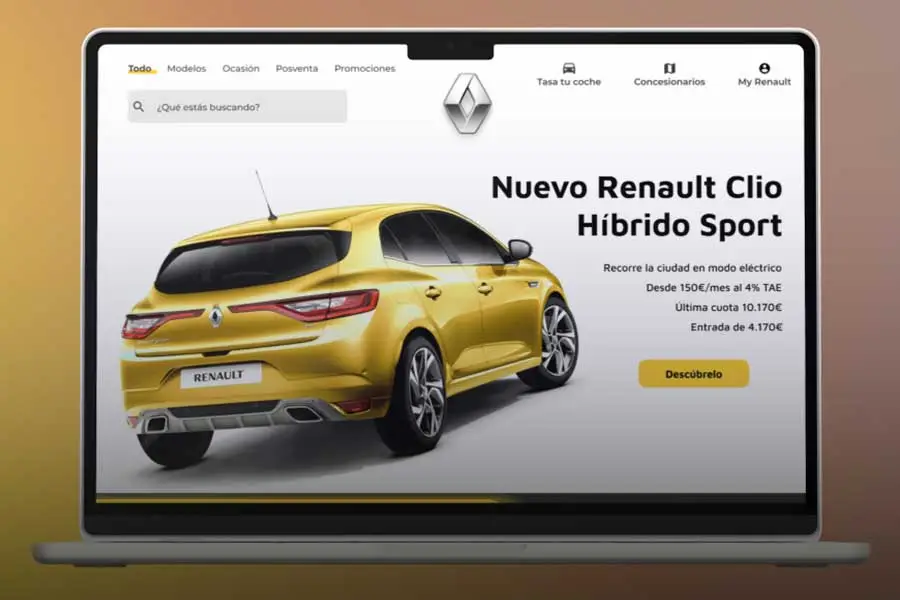 Todo Modelos Ocasión Posventa Promociones
¿Qué estás buscando?
Tasa tu coche Concesionarios My Renault
Nuevo Renault Clio
Híbrido Sport
Recorre la ciudad en modo eléctrico
Desde 150€/mes al 4% TAE
Última cuota 10.170€
Entrada de 4.170€
Descúbrelo
RENAULT